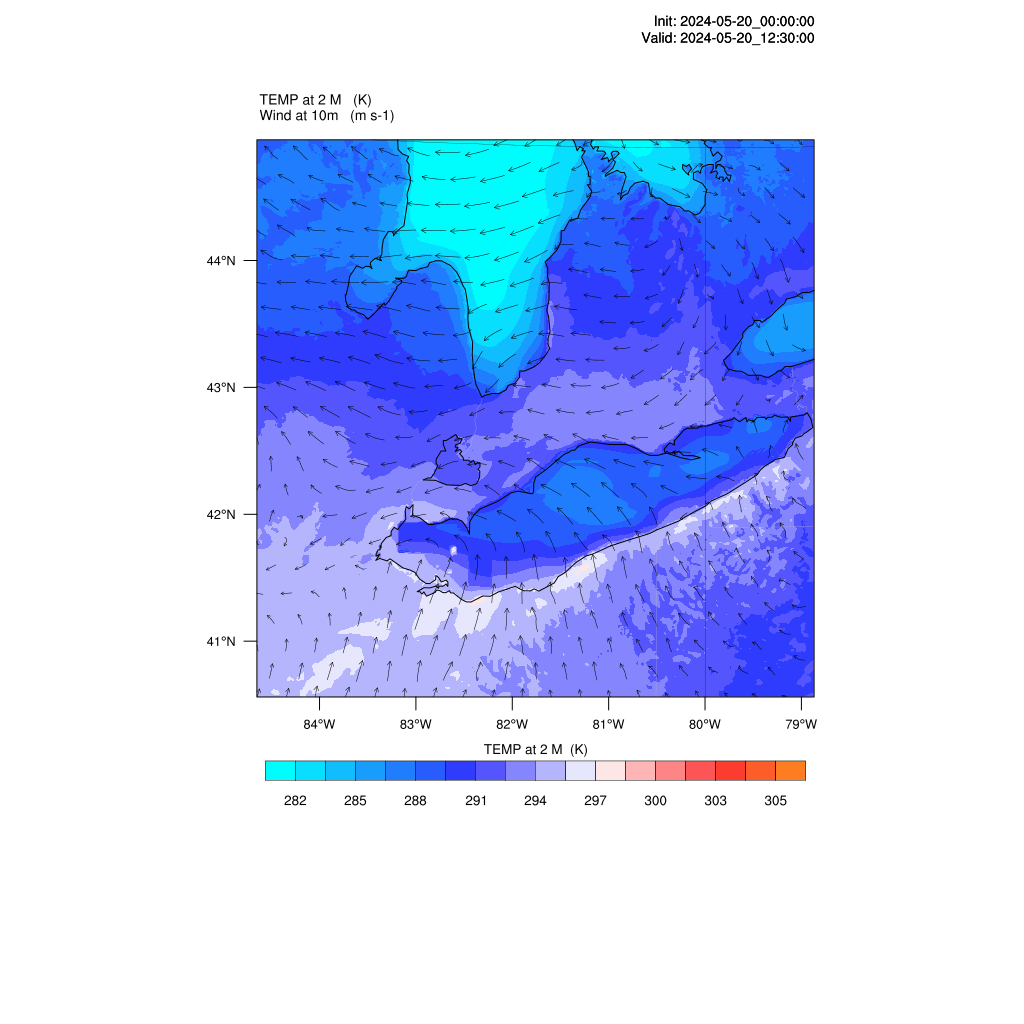 Init: 2024-05-20_00:00:00
Valid: 2024-05-20_12:30:00
TEMP at 2 M   (K)
Wind at 10m   (m s-1)
44°N
43°N
42°N
41°N
84°W 83°W 82°W 81°W 80°W 79°W
TEMP at 2 M  (K)
282 285 288 291 294 297 300 303 305